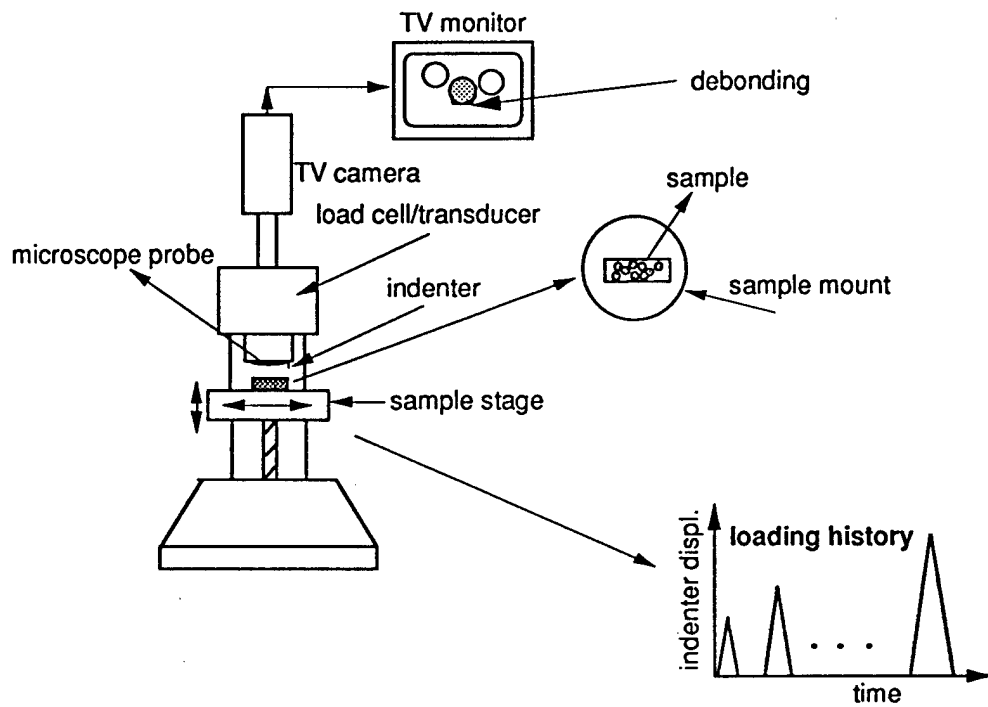 TV monitor
debonding
TV camera
sample
load cell/transducer
microscope probe
indenter
sample mount
sample stage
loading history
indenter displ.
time